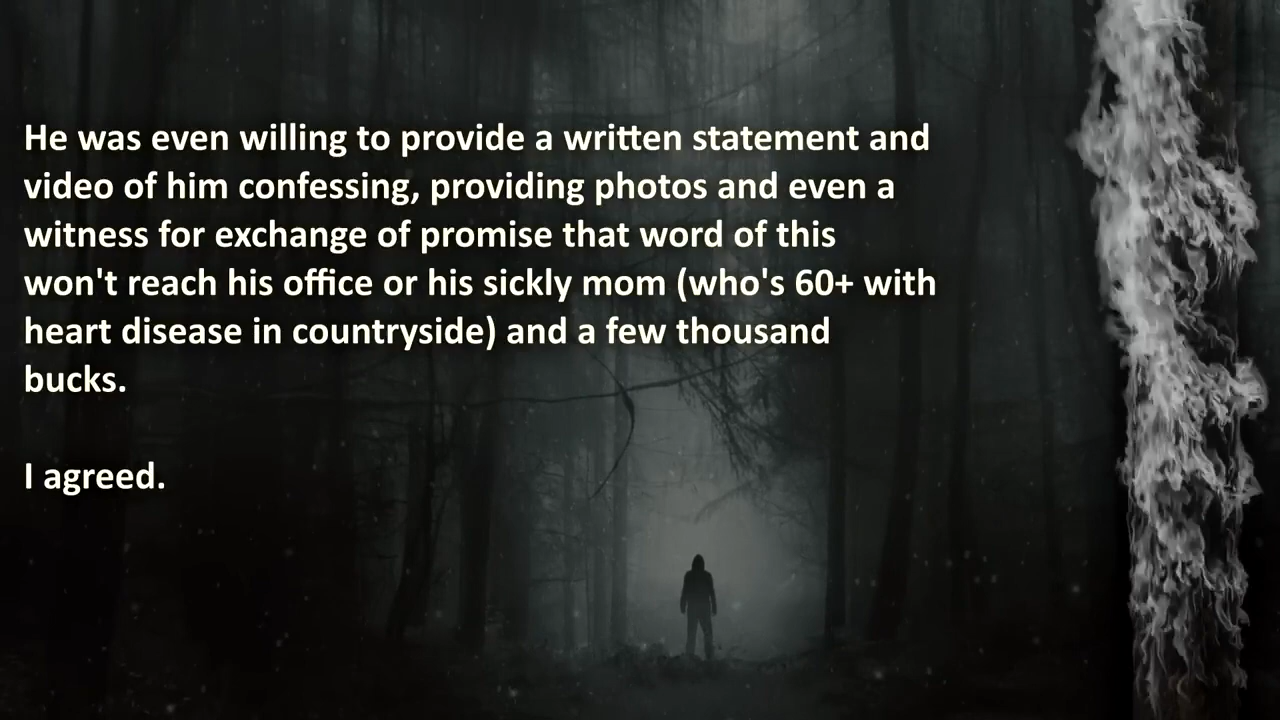 He was even willing to provide a written statement and
video of him confessing, providing photos and even a
witness for exchange of promise that word of this
won't reach his office or his sickly mom (who's 60+ with
heart disease in countryside) and a few thousand
bucks.
I agreed.